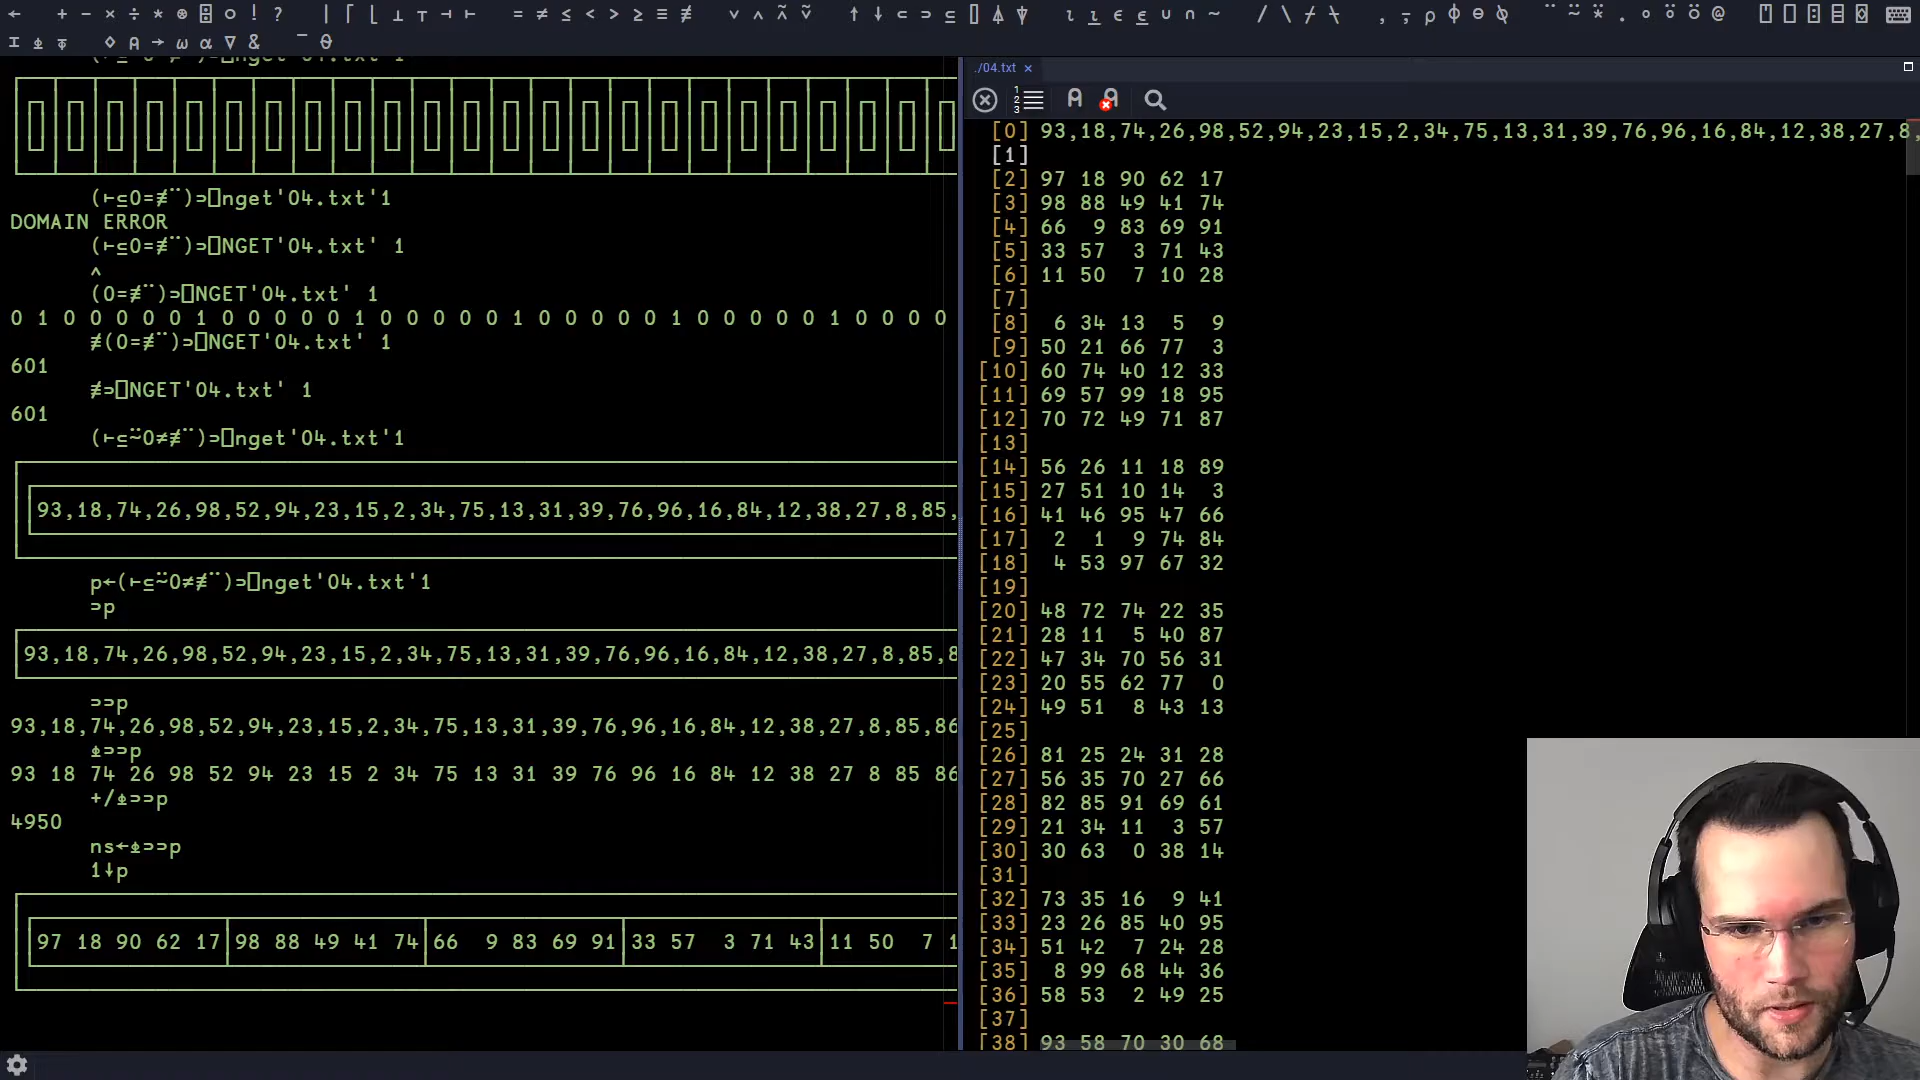 ← + − × ÷ * ⍟ ⌹ ○ ! ? | ⌈ ⌊ ⊥ ⊤ ⊣ ⊢ = ≠ ≤ < > ≥ ≡ ≢ ∨ ∧ ⍲ ⍱ ↑ ↓ ⊂ ⊃ ⊆ ⌷ ⍋ ⍒ ⍳ ⍸ ∊ ⍷ ∪ ∩ ~ / \ ⌿ ⍀ , ⍪ ⍴ ⌽ ⊖ ⍉ ¨ ⍨ ⍣ . ∘ ⍤ ⍥ @ ⍞ ⎕ ⍠ ⌸ ⌺
⌶ ⍎ ⍕ ⋄ ⍝ → ⍵ ⍺ ∇ & ¯ ⍬
(⊢⊆0=≢¨)⊃⎕nget'04.txt'1
DOMAIN ERROR
(⊢⊆0=≢¨)⊃⎕NGET'04.txt' 1
∧
(0=≢¨)⊃⎕NGET'04.txt' 1
0 1 0 0 0 0 0 1 0 0 0 0 0 1 0 0 0 0 0 1 0 0 0 0 0 1 0 0 0 0 0 1 0 0 0 0
≢(0=≢¨)⊃⎕NGET'04.txt' 1
601
≢⊃⎕NGET'04.txt' 1
601
(⊢⊆⍨0≠≢¨)⊃⎕nget'04.txt'1
93,18,74,26,98,52,94,23,15,2,34,75,13,31,39,76,96,16,84,12,38,27,8,85,
p←(⊢⊆⍨0≠≢¨)⊃⎕nget'04.txt'1
⊃p
93,18,74,26,98,52,94,23,15,2,34,75,13,31,39,76,96,16,84,12,38,27,8,85,8
⊃⊃p
93,18,74,26,98,52,94,23,15,2,34,75,13,31,39,76,96,16,84,12,38,27,8,85,86
⍎⊃⊃p
93 18 74 26 98 52 94 23 15 2 34 75 13 31 39 76 96 16 84 12 38 27 8 85 86
+/⍎⊃⊃p
4950
ns←⍎⊃⊃p
1↓p
97 18 90 62 17 98 88 49 41 74 66  9 83 69 91 33 57  3 71 43 11 50  7 1
./04.txt ×
[0] 93,18,74,26,98,52,94,23,15,2,34,75,13,31,39,76,96,16,84,12,38,27,8,
[1]
[2] 97 18 90 62 17
[3] 98 88 49 41 74
[4] 66  9 83 69 91
[5] 33 57  3 71 43
[6] 11 50  7 10 28
[7]
[8]  6 34 13  5  9
[9] 50 21 66 77  3
[10] 60 74 40 12 33
[11] 69 57 99 18 95
[12] 70 72 49 71 87
[13]
[14] 56 26 11 18 89
[15] 27 51 10 14  3
[16] 41 46 95 47 66
[17]  2  1  9 74 84
[18]  4 53 97 67 32
[19]
[20] 48 72 74 22 35
[21] 28 11  5 40 87
[22] 47 34 70 56 31
[23] 20 55 62 77  0
[24] 49 51  8 43 13
[25]
[26] 81 25 24 31 28
[27] 56 35 70 27 66
[28] 82 85 91 69 61
[29] 21 34 11  3 57
[30] 30 63  0 38 14
[31]
[32] 73 35 16  9 41
[33] 23 26 85 40 95
[34] 51 42  7 24 28
[35]  8 99 68 44 36
[36] 58 53  2 49 25
[37]
[38] 93 58 70 30 68